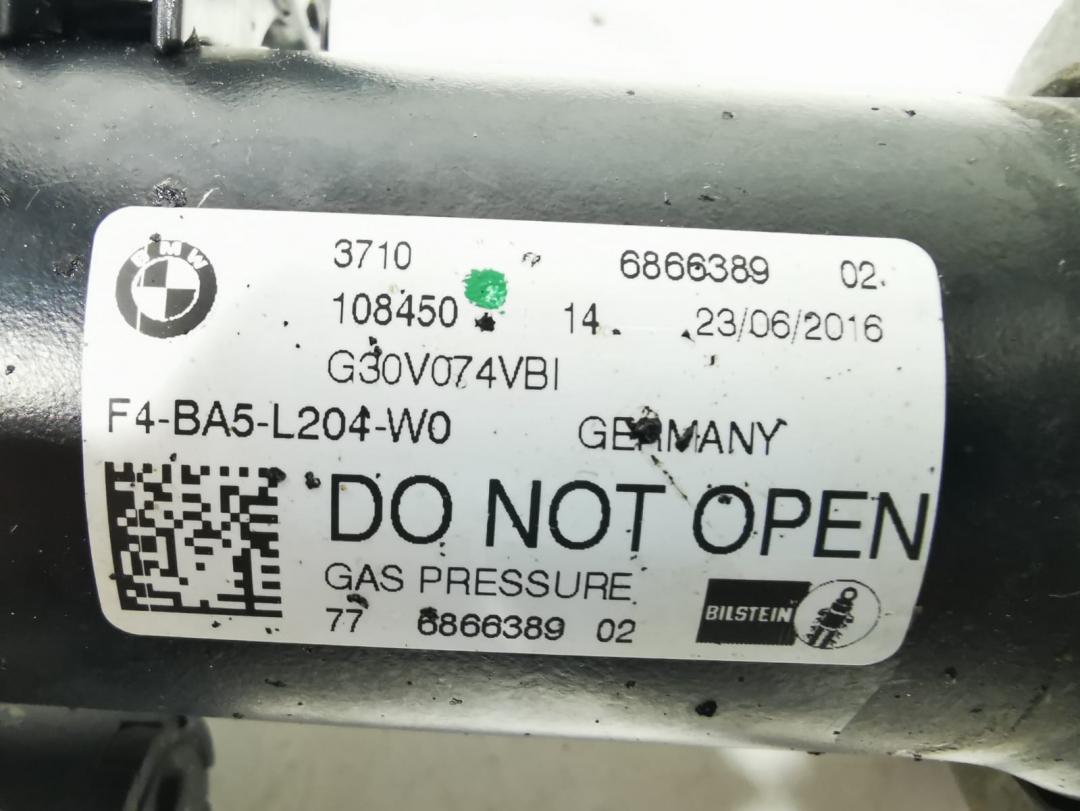 BMW
3710 6866389 02
108450 14 23/06/2016
G30V074VBI
F4-BA5-L204-W0 GERMANY
DO NOT OPEN
GAS PRESSURE
77 6866389 02
BILSTEIN